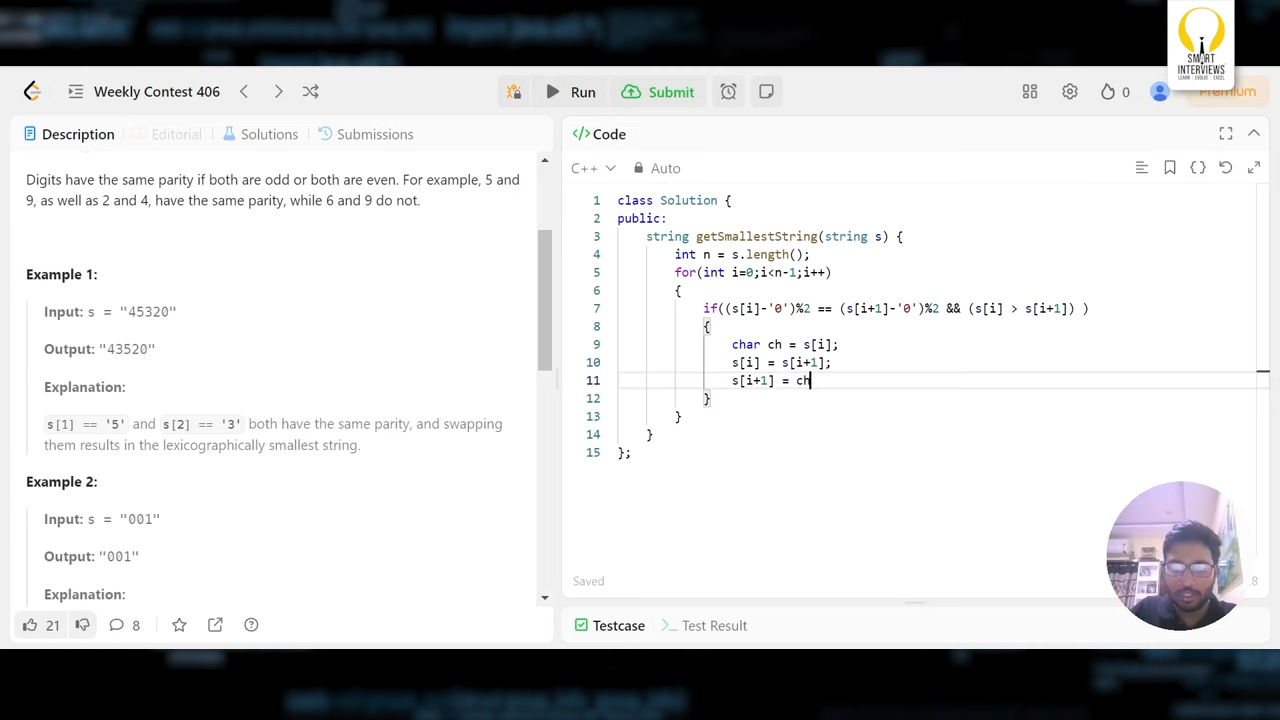 SMART
INTERVIEWS
LEARN | EVOLVE | EXCEL
Weekly Contest 406
Run
Submit
0
Premium
Description
Editorial
Solutions
Submissions
Digits have the same parity if both are odd or both are even. For example, 5 and
9, as well as 2 and 4, have the same parity, while 6 and 9 do not.
Example 1:
Input: s = "45320"
Output: "43520"
Explanation:
s[1] == '5' and s[2] == '3' both have the same parity, and swapping
them results in the lexicographically smallest string.
Example 2:
Input: s = "001"
Output: "001"
Explanation:
21
8
</> Code
C++
Auto
1 class Solution {
2 public:
3 string getSmallestString(string s) {
4 int n = s.length();
5 for(int i=0;i<n-1;i++)
6 {
7 if((s[i]-'0')%2 == (s[i+1]-'0')%2 && (s[i] > s[i+1]) )
8 {
9 char ch = s[i];
10 s[i] = s[i+1];
11 s[i+1] = ch
12 }
13 }
14 }
15 };
Saved
Testcase
>_ Test Result